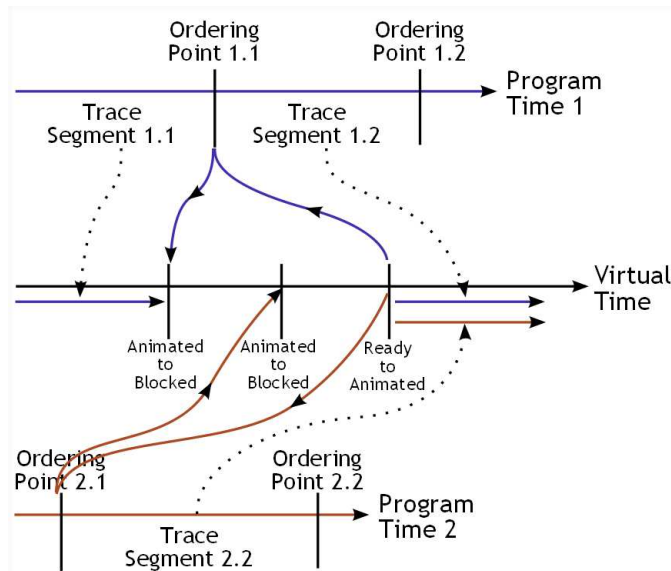 Ordering
Point 1.1
Ordering
Point 1.2
Program
Time 1
Trace
Segment 1.1
Trace
Segment 1.2
Virtual
Time
Animated
to
Blocked
Animated
to
Blocked
Ready
to
Animated
Ordering
Point 2.1
Ordering
Point 2.2
Program
Time 2
Trace
Segment 2.2